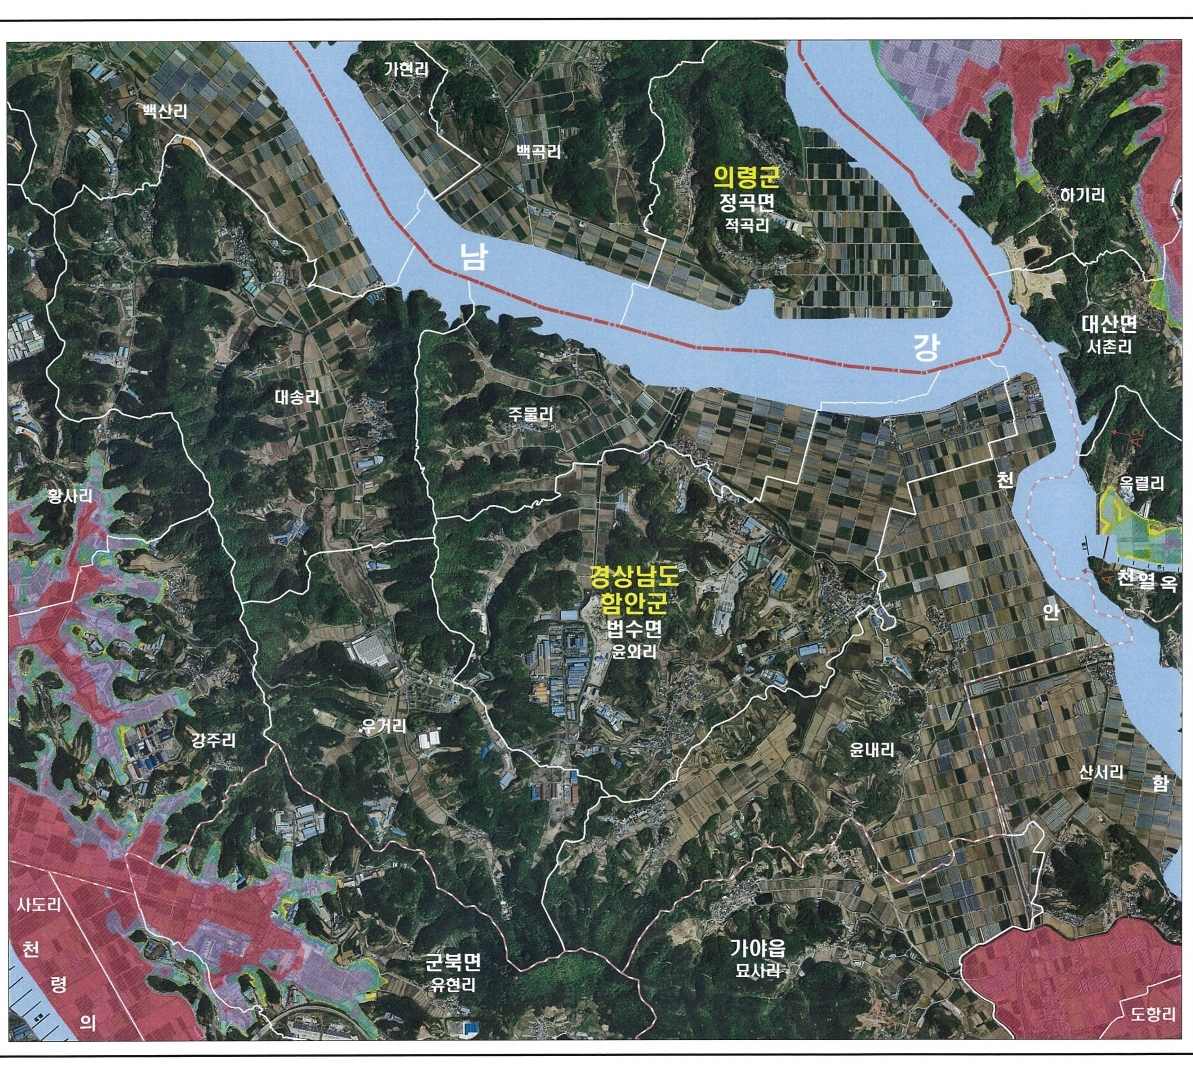 가현리
백산리
백곡리
의령군
정곡면
적곡리
하기리
남
강
대산면
서촌리
대송리
주물리
황사리
천
옥렬리
경상남도
함안군
법수면
윤외리
천열옥
안
강주리
우거리
윤내리
산서리
함
사도리
천
령
의
군북면
유현리
가야읍
묘사리
도항리